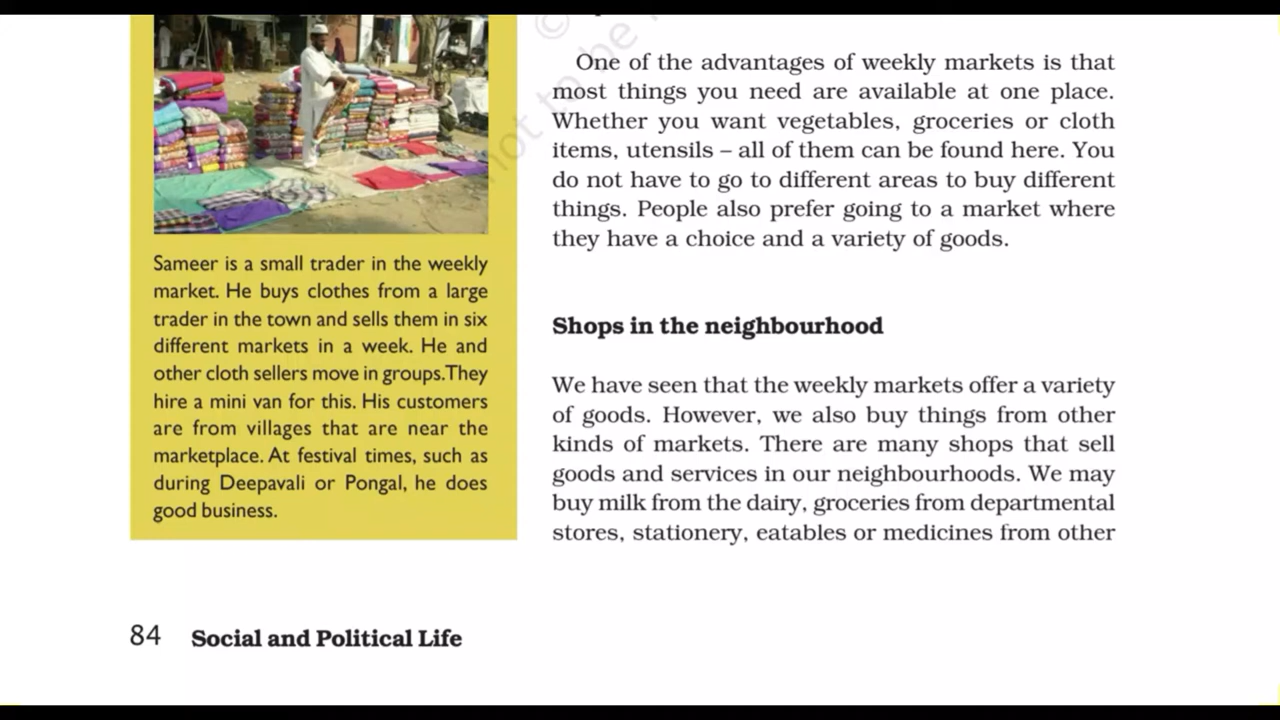 One of the advantages of weekly markets is that
most things you need are available at one place.
Whether you want vegetables, groceries or cloth
items, utensils – all of them can be found here. You
do not have to go to different areas to buy different
things. People also prefer going to a market where
they have a choice and a variety of goods.
Sameer is a small trader in the weekly
market. He buys clothes from a large
trader in the town and sells them in six
different markets in a week. He and
other cloth sellers move in groups.They
hire a mini van for this. His customers
are from villages that are near the
marketplace. At festival times, such as
during Deepavali or Pongal, he does
good business.
Shops in the neighbourhood
We have seen that the weekly markets offer a variety
of goods. However, we also buy things from other
kinds of markets. There are many shops that sell
goods and services in our neighbourhoods. We may
buy milk from the dairy, groceries from departmental
stores, stationery, eatables or medicines from other
84 Social and Political Life
©
not to be